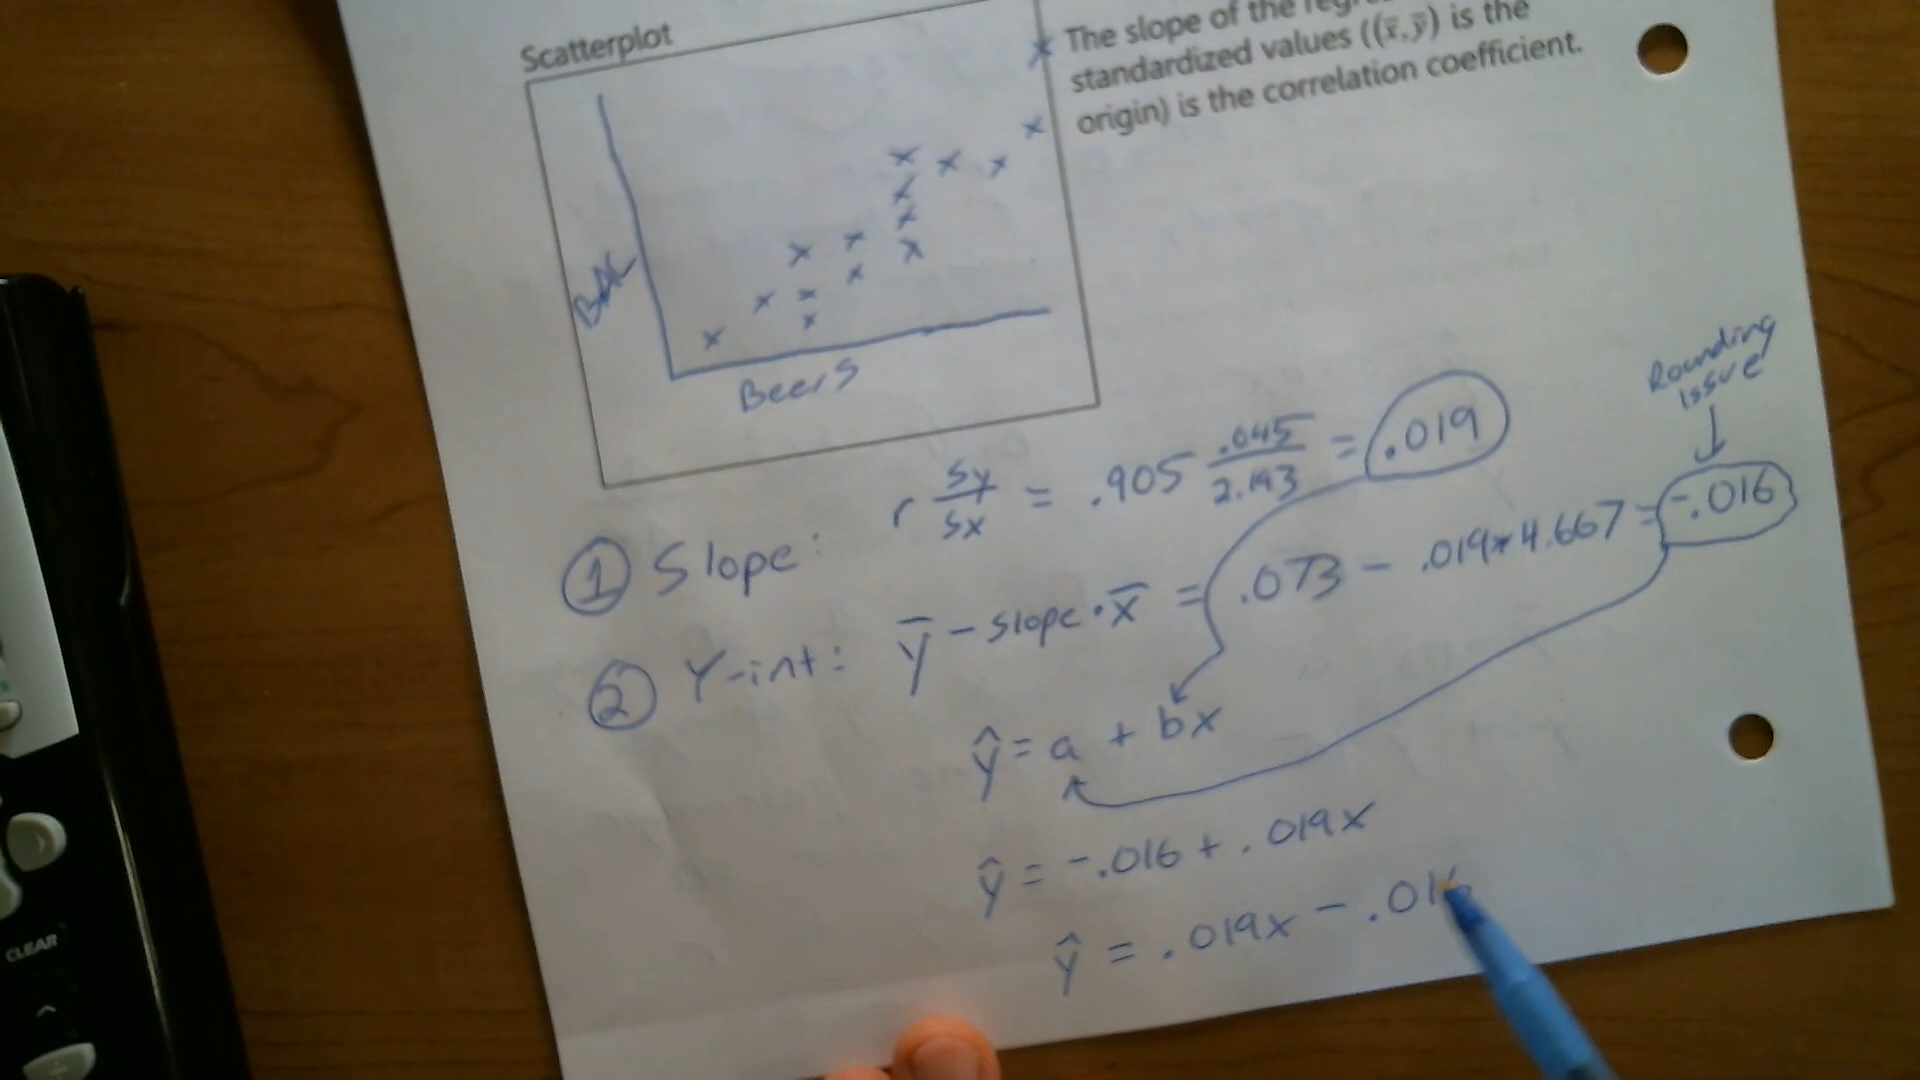 Scatterplot
The slope of the
standardized values ((x̄, ȳ) is the
origin) is the correlation coefficient.
BAC
Beers
Rounding
issue
① Slope: r sy/sx = .905 .045/2.193 = .019
② Y-int: ȳ - slope · x̄ = .073 - .019*4.667 = -.016
ŷ = a + bx
ŷ = -.016 + .019x
ŷ = .019x - .016
CLEAR